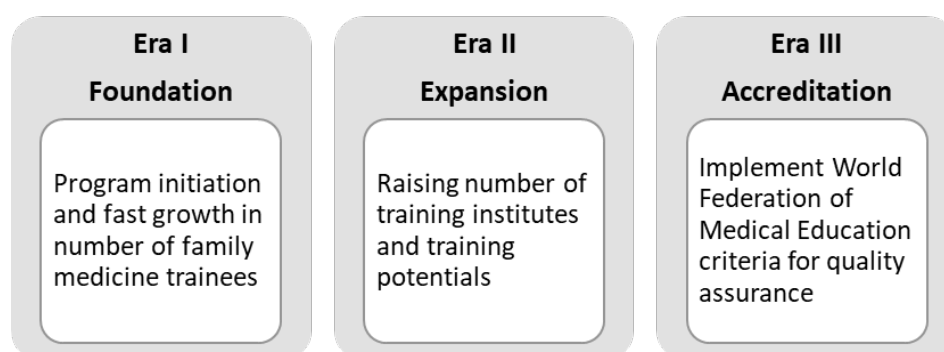 Era I
Foundation
Program initiation
and fast growth in
number of family
medicine trainees
Era II
Expansion
Raising number of
training institutes
and training
potentials
Era III
Accreditation
Implement World
Federation of
Medical Education
criteria for quality
assurance